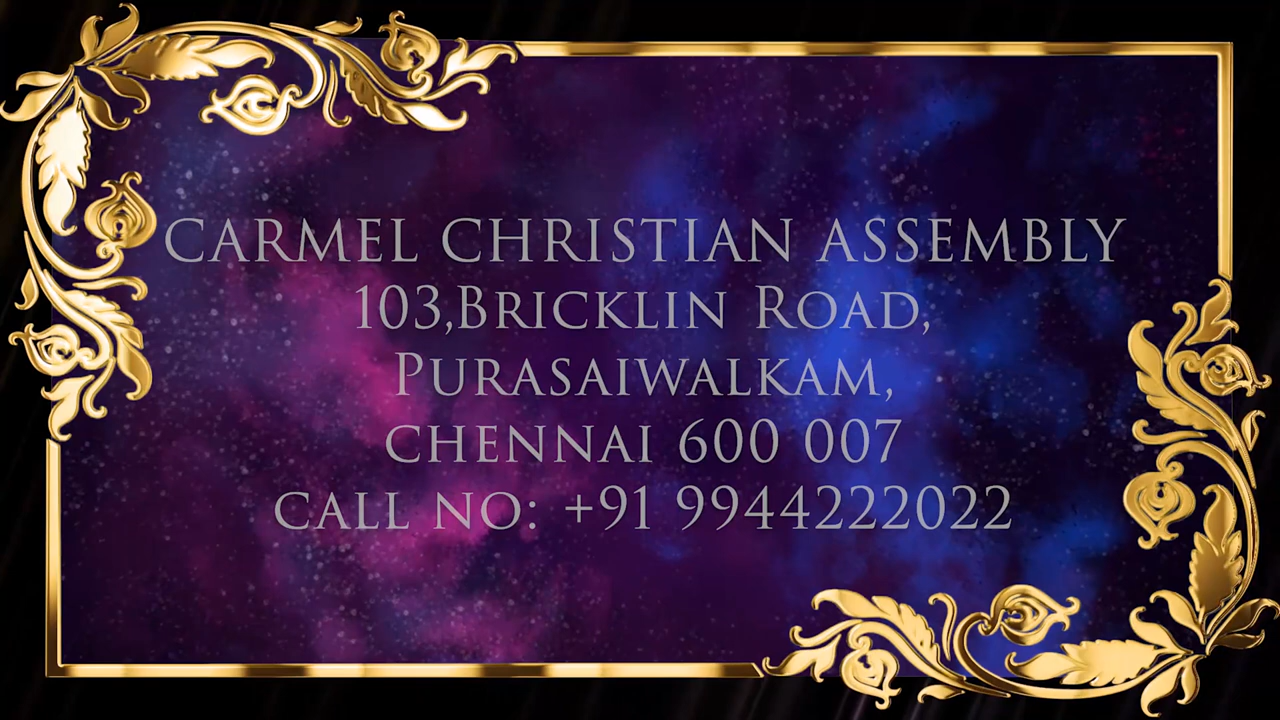 CARMEL CHRISTIAN ASSEMBLY
103,Bricklin Road,
Purasaiwalkam,
chennai 600 007
call no: +91 9944222022